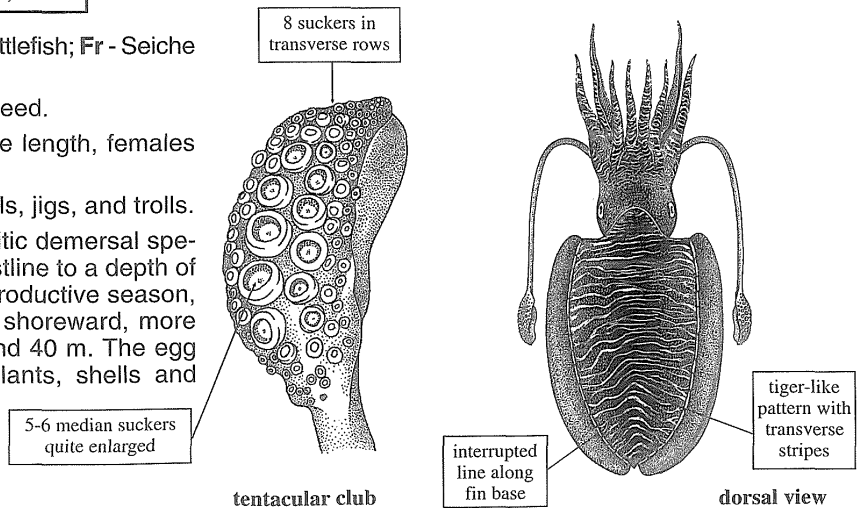 ttlefish; Fr - Seiche
eed.
e length, females
ls, jigs, and trolls.
itic demersal spe-
stline to a depth of
roductive season,
shoreward, more
nd 40 m. The egg
lants, shells and
8 suckers in
transverse rows
5-6 median suckers
quite enlarged
tentacular club
interrupted
line along
fin base
tiger-like
pattern with
transverse
stripes
dorsal view